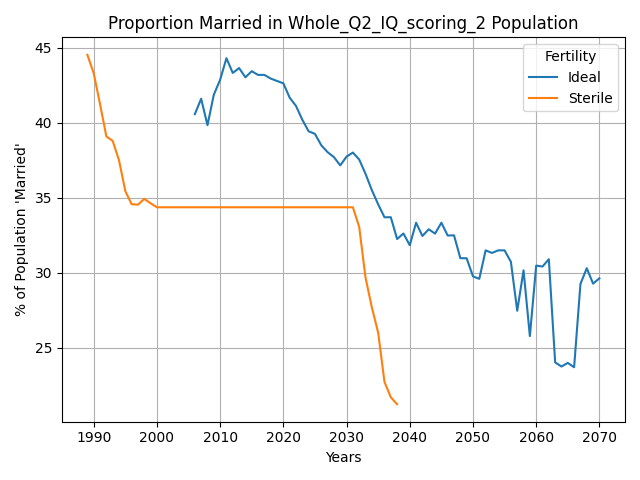 Proportion Married in Whole_Q2_IQ_scoring_2 Population
% of Population 'Married'
45
40
35
30
25
Fertility
Ideal
Sterile
1990 2000 2010 2020 2030 2040 2050 2060 2070
Years